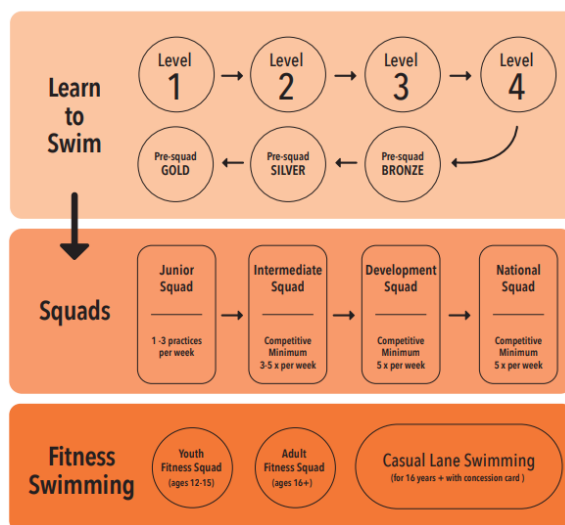 Learn
to
Swim
Level
1
Level
2
Level
3
Level
4
Pre-squad
GOLD
Pre-squad
SILVER
Pre-squad
BRONZE
Squads
Junior
Squad
1 -3 practices
per week
Intermediate
Squad
Competitive
Minimum
3-5 x per week
Development
Squad
Competitive
Minimum
5 x per week
National
Squad
Competitive
Minimum
5 x per week
Fitness
Swimming
Youth
Fitness Squad
(ages 12-15)
Adult
Fitness Squad
(ages 16+)
Casual Lane Swimming
(for 16 years + with concession card )